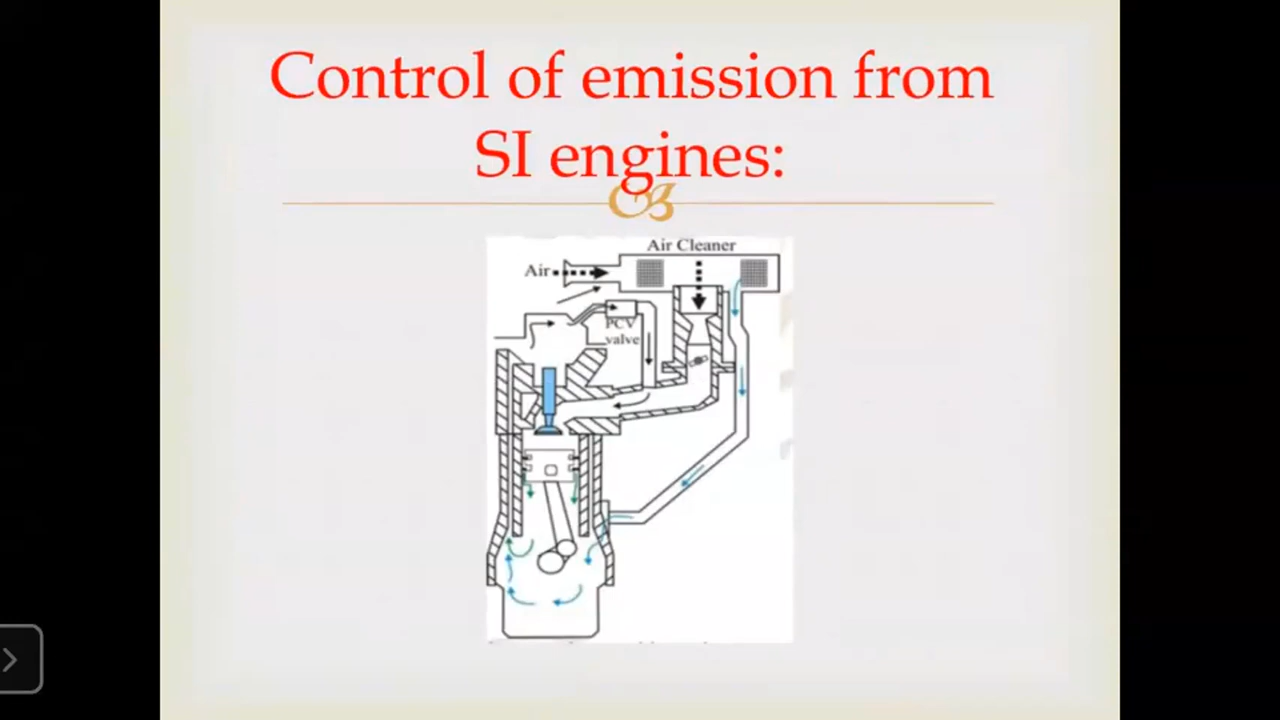 Control of emission from
SI engines:
Air Cleaner
Air
PCV
valve